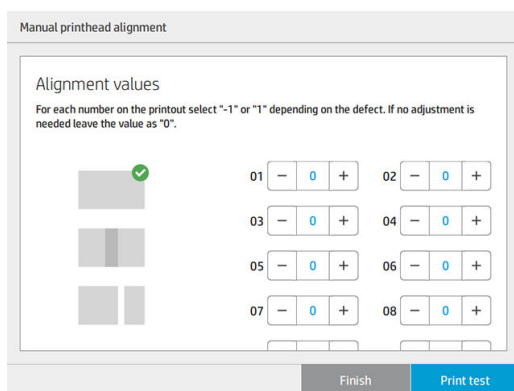 Manual printhead alignment
Alignment values
For each number on the printout select "-1" or "1" depending on the defect. If no adjustment is
needed leave the value as "0".
01 − 0 + 02 − 0 +
03 − 0 + 04 − 0 +
05 − 0 + 06 − 0 +
07 − 0 + 08 − 0 +
Finish Print test